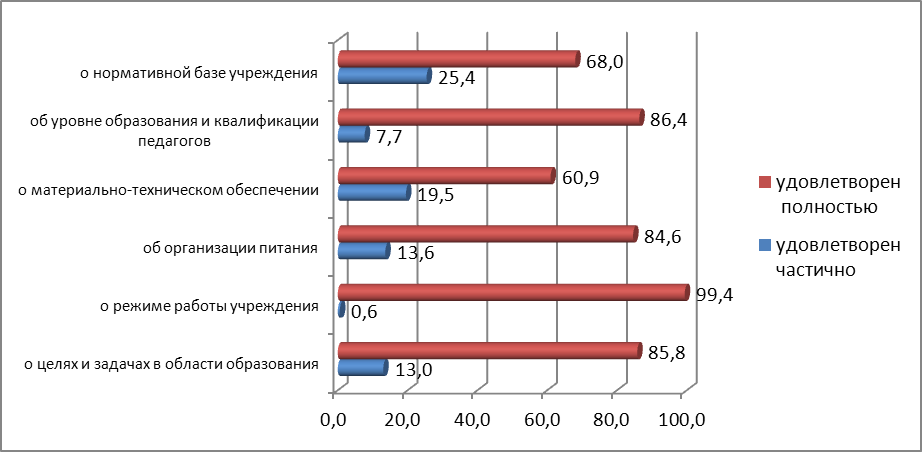 о нормативной базе учреждения
68,0
25,4
об уровне образования и квалификации
педагогов
86,4
7,7
о материально-техническом обеспечении
60,9
19,5
об организации питания
84,6
13,6
о режиме работы учреждения
99,4
0,6
о целях и задачах в области образования
85,8
13,0
0,0 20,0 40,0 60,0 80,0 100,0
удовлетворен
полностью
удовлетворен
частично